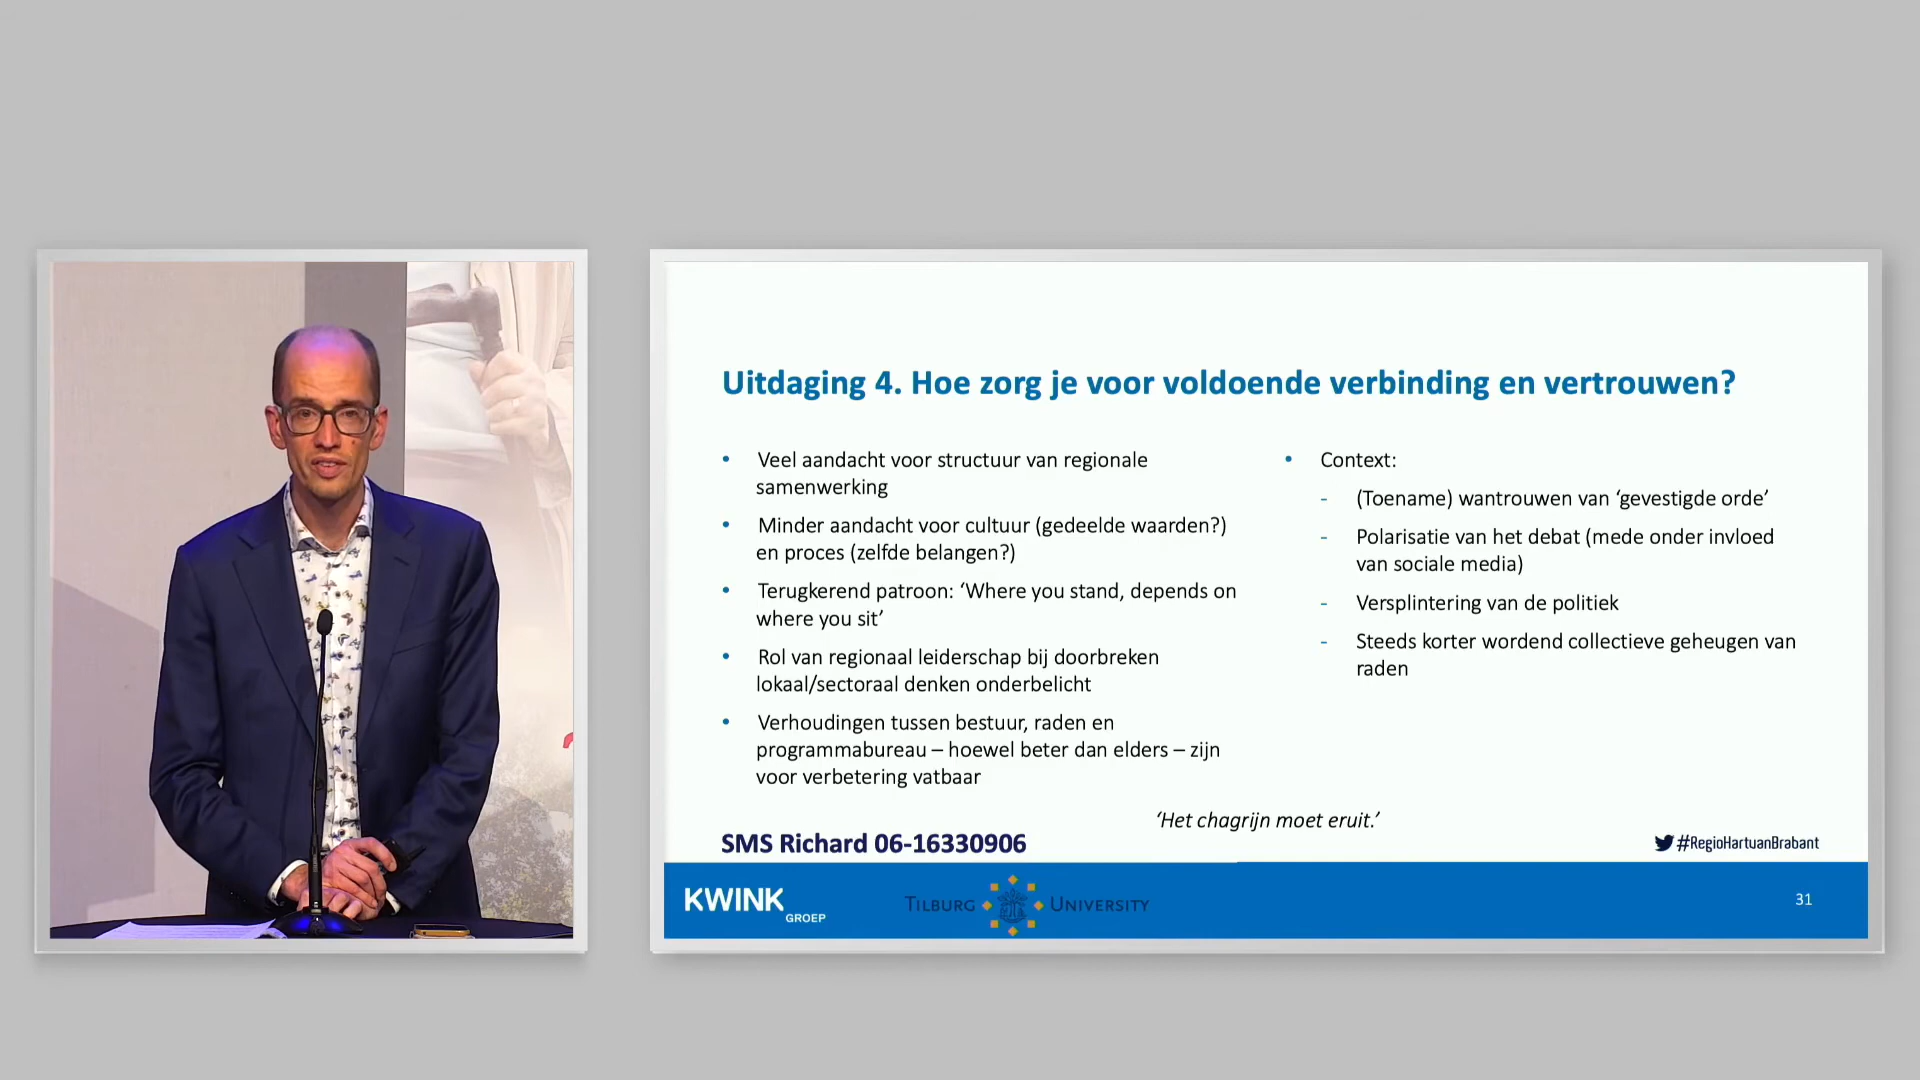 Uitdaging 4. Hoe zorg je voor voldoende verbinding en vertrouwen?
• Veel aandacht voor structuur van regionale
samenwerking
• Minder aandacht voor cultuur (gedeelde waarden?)
en proces (zelfde belangen?)
• Terugkerend patroon: ‘Where you stand, depends on
where you sit’
• Rol van regionaal leiderschap bij doorbreken
lokaal/sectoraal denken onderbelicht
• Verhoudingen tussen bestuur, raden en
programmabureau – hoewel beter dan elders – zijn
voor verbetering vatbaar
• Context:
- (Toename) wantrouwen van ‘gevestigde orde’
- Polarisatie van het debat (mede onder invloed
van sociale media)
- Versplintering van de politiek
- Steeds korter wordend collectieve geheugen van
raden
‘Het chagrijn moet eruit.’
SMS Richard 06-16330906
#RegioHartvanBrabant
KWINK
GROEP
TILBURG UNIVERSITY
31